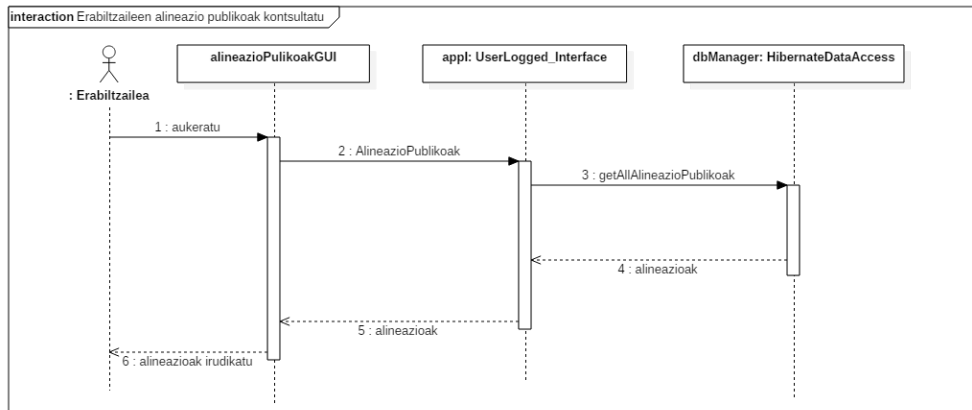 interaction Erabiltzaileen alineazio publikoak kontsultatu
alineazioPulikoakGUI
appl: UserLogged_Interface
dbManager: HibernateDataAccess
: Erabiltzailea
1 : aukeratu
2 : AlineazioPublikoak
3 : getAllAlineazioPublikoak
4 : alineazioak
5 : alineazioak
6 : alineazioak irudikatu